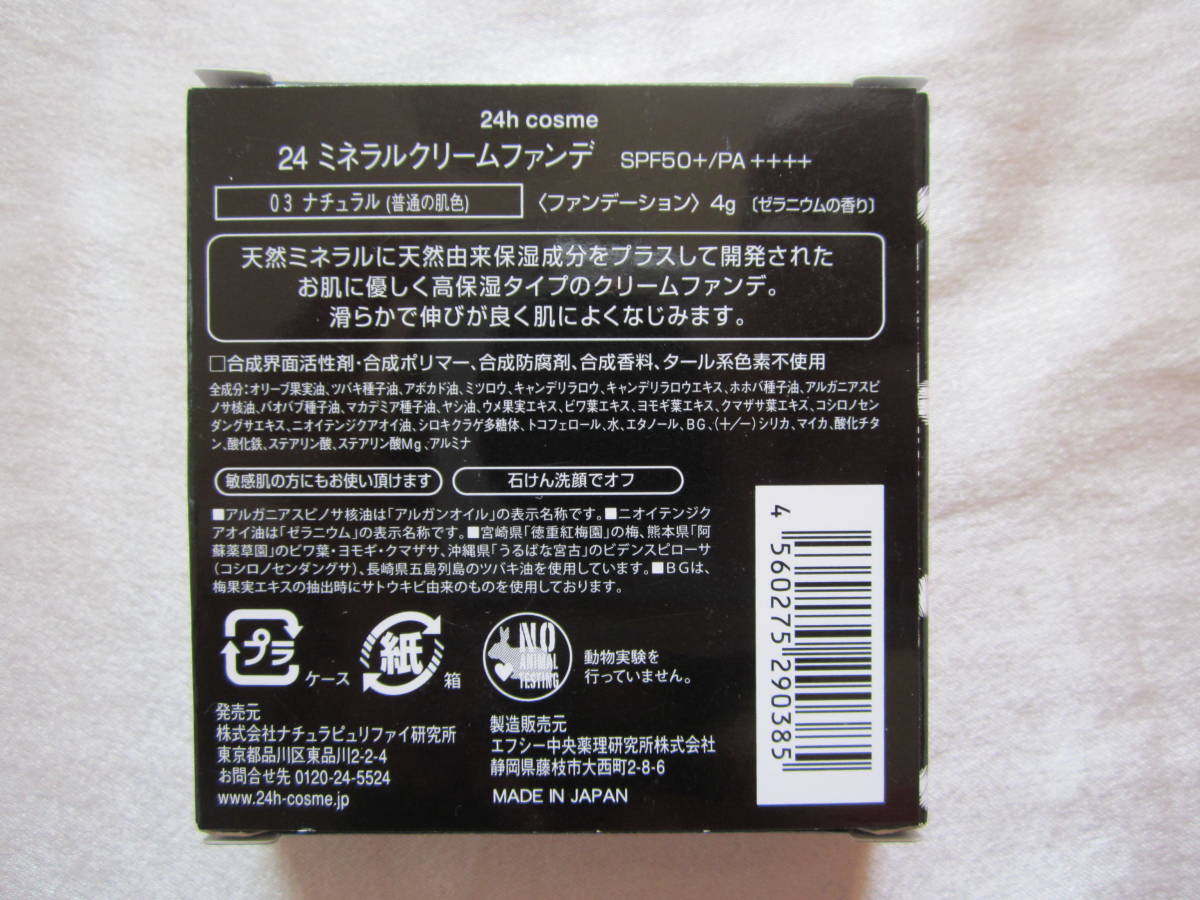 24h cosme
24 ミネラルクリームファンデ SPF50+/PA++++
03 ナチュラル (普通の肌色) 〈ファンデーション〉 4g 〔ゼラニウムの香り〕
天然ミネラルに天然由来保湿成分をプラスして開発された
お肌に優しく高保湿タイプのクリームファンデ。
滑らかで伸びが良く肌によくなじみます。
□合成界面活性剤・合成ポリマー、合成防腐剤、合成香料、タール系色素不使用
全成分：オリーブ果実油、ツバキ種子油、アボカド油、ミツロウ、キャンデリラロウ、キャンデリラロウエキス、ホホバ種子油、アルガニアスピ
ノサ核油、バオバブ種子油、マカデミア種子油、ヤシ油、ウメ果実エキス、ビワ葉エキス、ヨモギ葉エキス、クマザサ葉エキス、コシロノセン
ダングサエキス、ニオイテンジクアオイ油、シロキクラゲ多糖体、トコフェロール、水、エタノール、BG、(+/−)シリカ、マイカ、酸化チタ
ン、酸化鉄、ステアリン酸、ステアリン酸Mg、アルミナ
敏感肌の方にもお使い頂けます 石けん洗顔でオフ
■アルガニアスピノサ核油は「アルガンオイル」の表示名称です。■ニオイテンジク
アオイ油は「ゼラニウム」の表示名称です。■宮崎県「徳重紅梅園」の梅、熊本県「阿
蘇薬草園」のビワ葉・ヨモギ・クマザサ、沖縄県「うるばな宮古」のビデンスピローサ
(コシロノセンダングサ)、長崎県五島列島のツバキ油を使用しています。■BGは、
梅果実エキスの抽出時にサトウキビ由来のものを使用しております。
プラ ケース 紙 箱
NO ANIMAL TESTING
動物実験を
行っていません。
発売元
株式会社ナチュラピュリファイ研究所
東京都品川区東品川2-2-4
お問合せ先 0120-24-5524
www.24h-cosme.jp
製造販売元
エフシー中央薬理研究所株式会社
静岡県藤枝市大西町2-8-6
MADE IN JAPAN
4 560275 290385